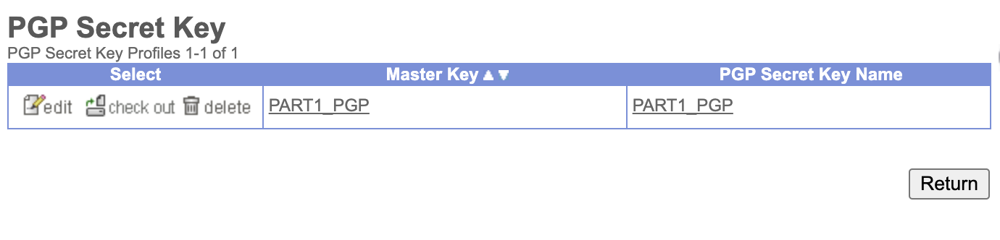 PGP Secret Key
PGP Secret Key Profiles 1-1 of 1
Select Master Key PGP Secret Key Name
edit check out delete PART1_PGP PART1_PGP
Return